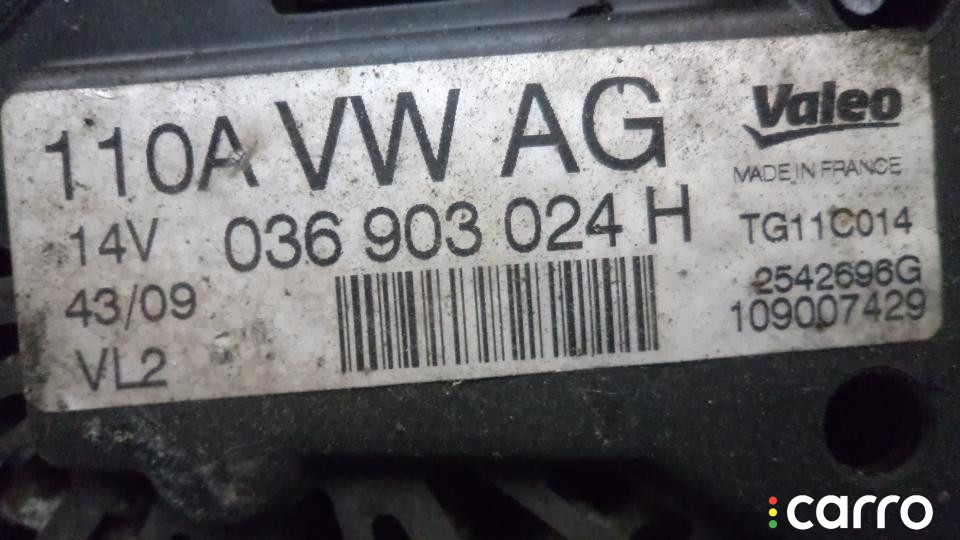 110A VW AG
Valeo
MADE IN FRANCE
14V
036 903 024 H
TG11C014
43/09
2542696G
109007429
VL2
carro